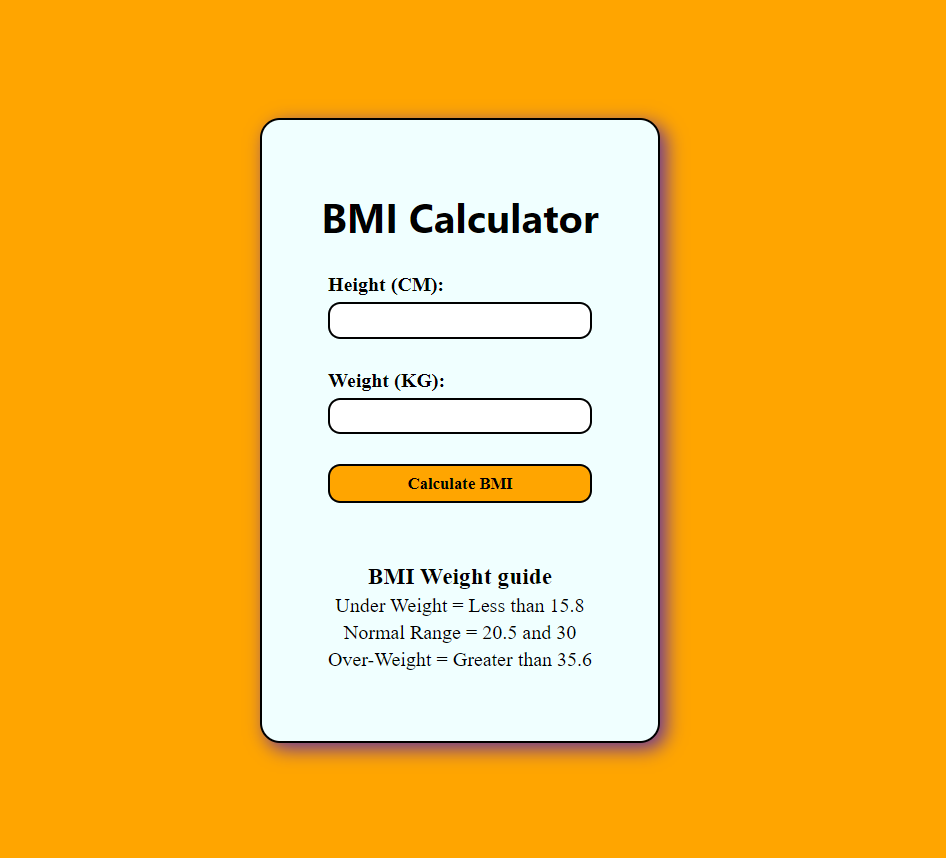 BMI Calculator
Height (CM):
Weight (KG):
Calculate BMI
BMI Weight guide
Under Weight = Less than 15.8
Normal Range = 20.5 and 30
Over-Weight = Greater than 35.6